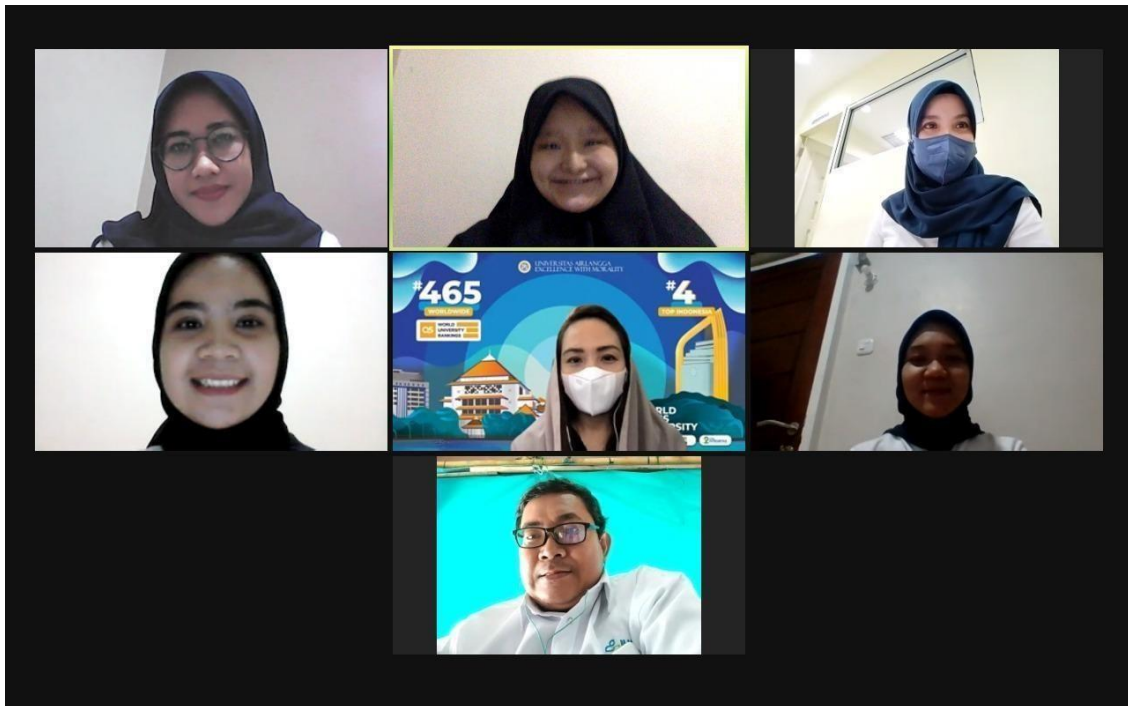 UNIVERSITAS AIRLANGGA
EXCELLENCE WITH MORALITY
#465
WORLDWIDE
QS
WORLD
UNIVERSITY
RANKINGS
#4
TOP INDONESIA